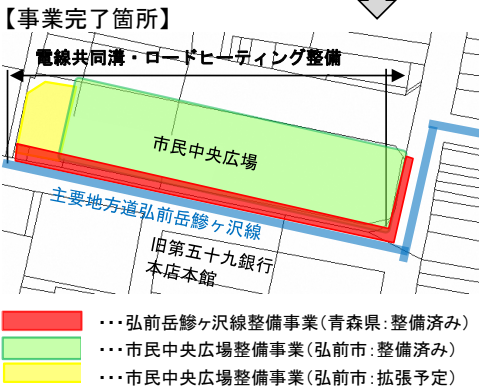 【事業完了箇所】
電線共同溝・ロードヒーティング整備
市民中央広場
主要地方道弘前岳鰺ヶ沢線
旧第五十九銀行
本店本館
・・・弘前岳鰺ヶ沢線整備事業(青森県:整備済み)
・・・市民中央広場整備事業(弘前市:整備済み)
・・・市民中央広場整備事業(弘前市:拡張予定)